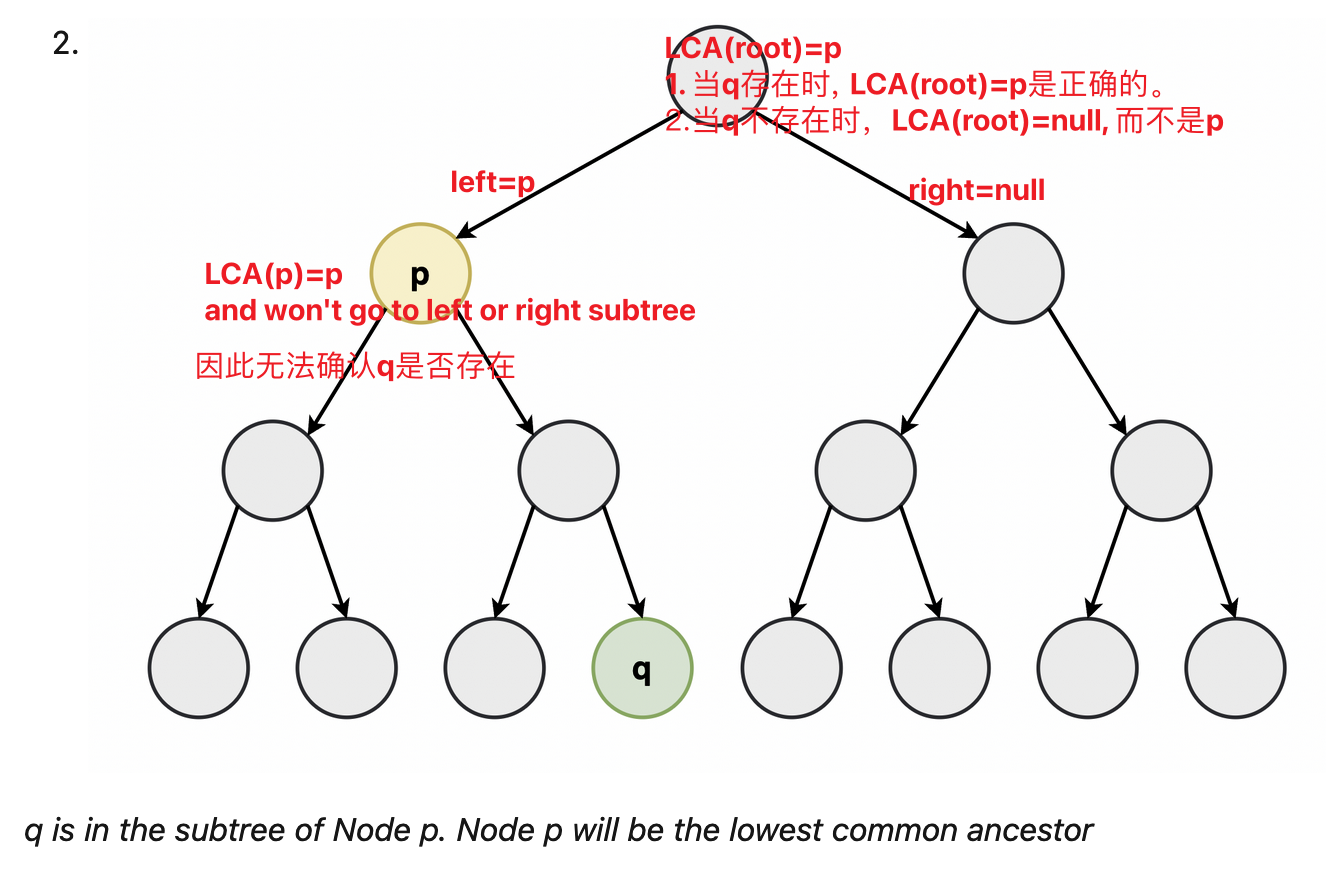 2.
LCA(root)=p
1. 当q存在时, LCA(root)=p是正确的。
2.当q不存在时，LCA(root)=null, 而不是p
left=p
right=null
p
LCA(p)=p
and won't go to left or right subtree
因此无法确认q是否存在
q
q is in the subtree of Node p. Node p will be the lowest common ancestor